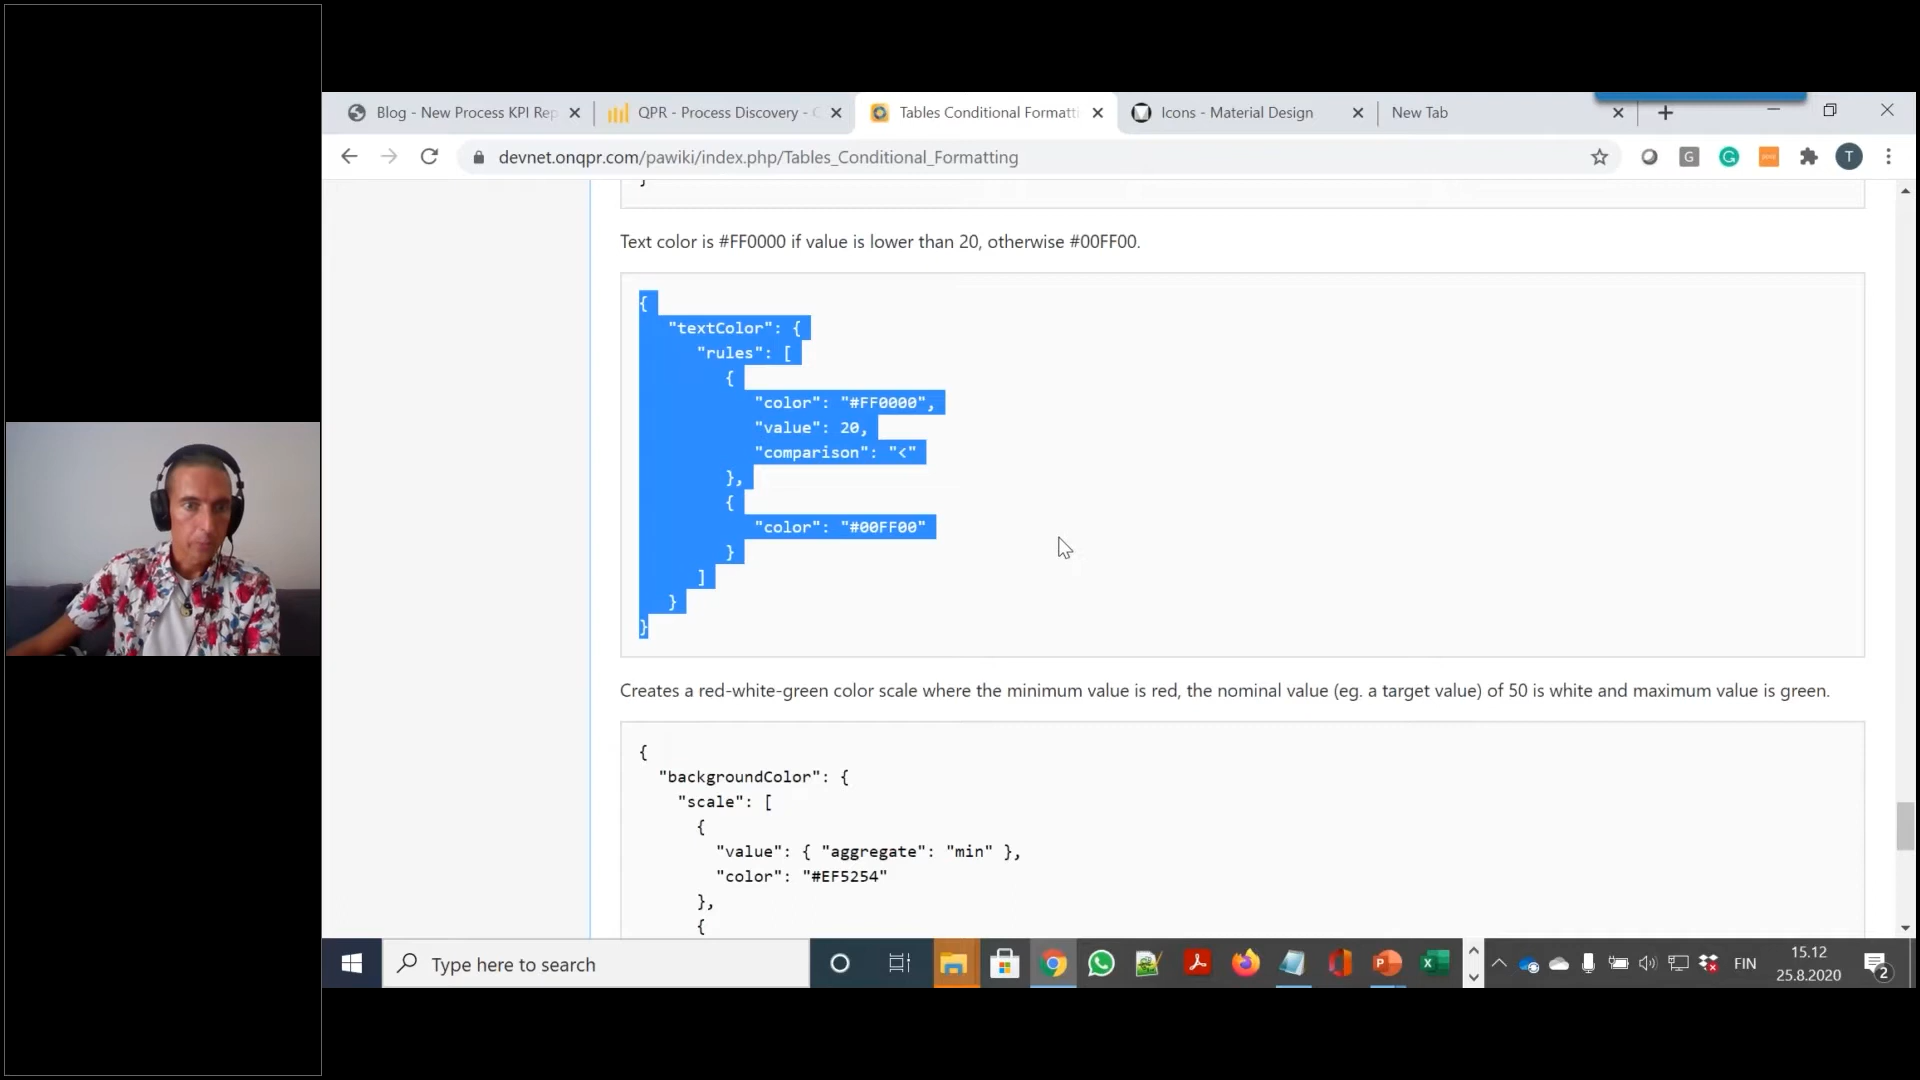 Blog - New Process KPI Rep
QPR - Process Discovery -
Tables Conditional Formatti
Icons - Material Design
New Tab
devnet.onqpr.com/pawiki/index.php/Tables_Conditional_Formatting
G
T
}
Text color is #FF0000 if value is lower than 20, otherwise #00FF00.
{
"textColor": {
"rules": [
{
"color": "#FF0000",
"value": 20,
"comparison": "<"
},
{
"color": "#00FF00"
}
]
}
}
Creates a red-white-green color scale where the minimum value is red, the nominal value (eg. a target value) of 50 is white and maximum value is green.
{
"backgroundColor": {
"scale": [
{
"value": { "aggregate": "min" },
"color": "#EF5254"
},
{
Type here to search
FIN
15.12
25.8.2020
2